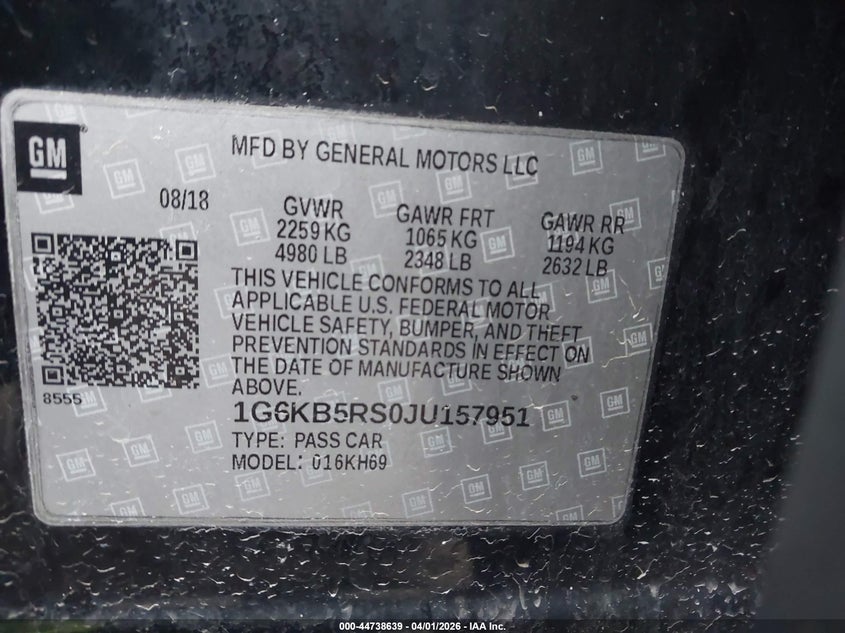 GM
MFD BY GENERAL MOTORS LLC
08/18
GVWR
2259 KG
4980 LB
GAWR FRT
1065 KG
2348 LB
GAWR RR
1194 KG
2632 LB
THIS VEHICLE CONFORMS TO ALL
APPLICABLE U.S. FEDERAL MOTOR
VEHICLE SAFETY, BUMPER, AND THEFT
PREVENTION STANDARDS IN EFFECT ON
THE DATE OF MANUFACTURE SHOWN
ABOVE.
8555
1G6KB5RS0JU157951
TYPE: PASS CAR
MODEL: 016KH69
000-44738639 - 04/01/2026 - IAA Inc.